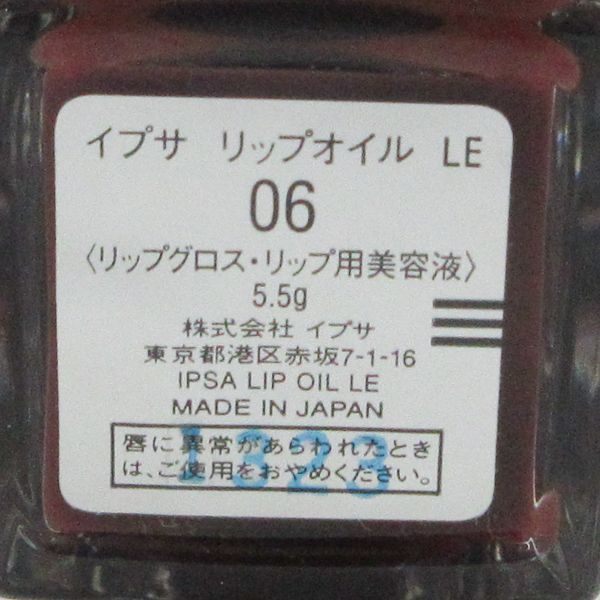 イプサ リップオイル LE
06
〈リップグロス・リップ用美容液〉
5.5g
株式会社 イプサ
東京都港区赤坂7-1-16
IPSA LIP OIL LE
MADE IN JAPAN
唇に異常があらわれたとき
は、ご使用をおやめください。
1323